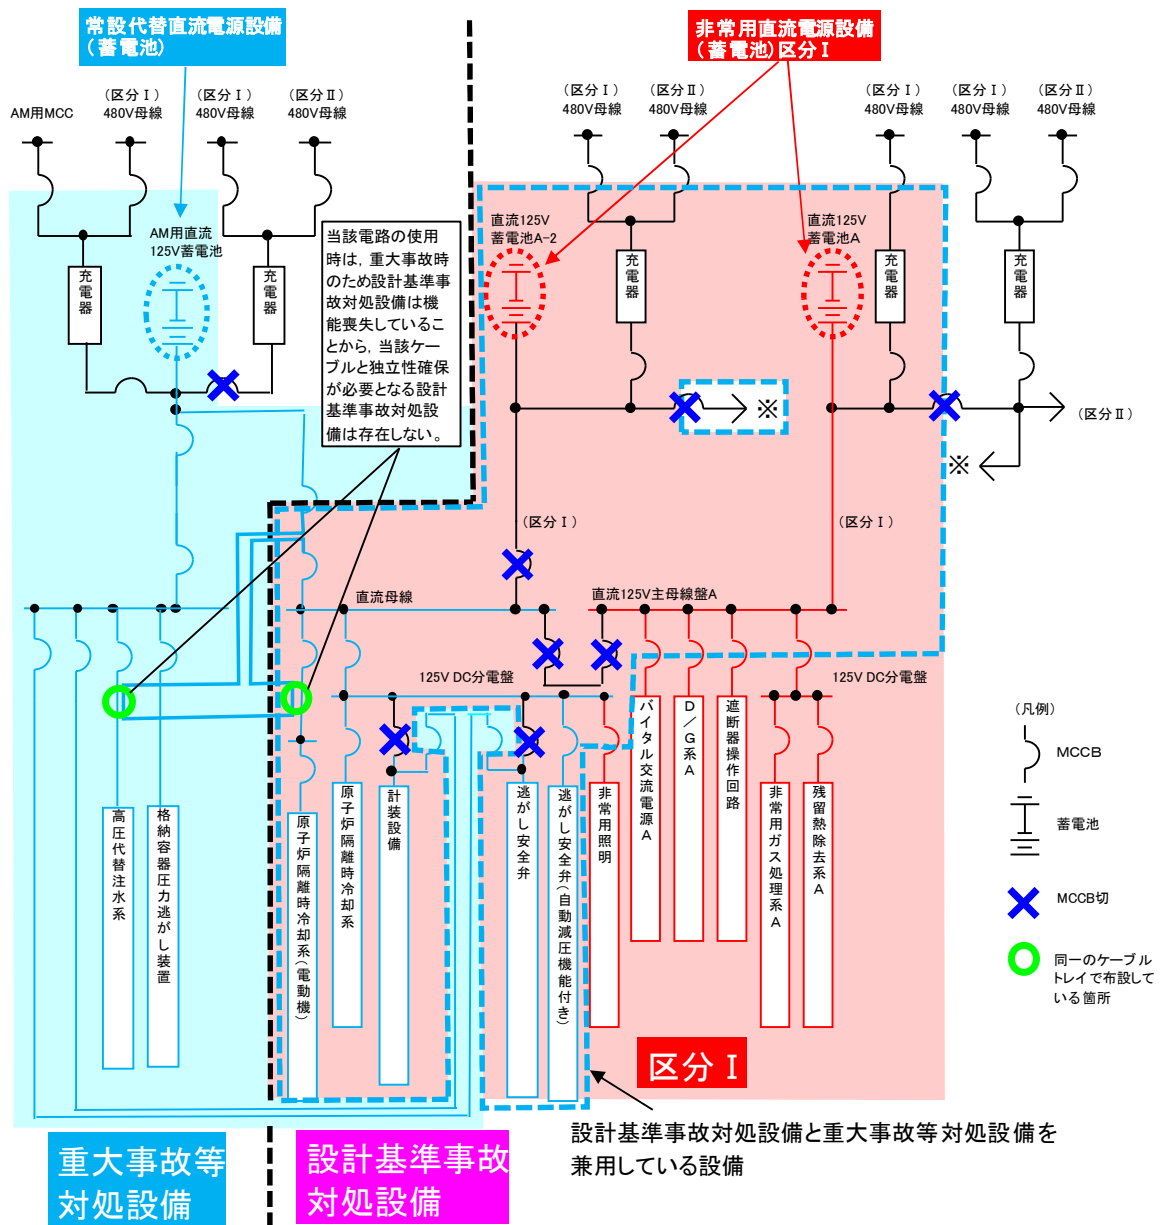 常設代替直流電源設備
(蓄電池)
非常用直流電源設備
(蓄電池)区分Ⅰ
AM用MCC
(区分Ⅰ)
480V母線
(区分Ⅰ)
480V母線
(区分Ⅱ)
480V母線
(区分Ⅰ)
480V母線
(区分Ⅱ)
480V母線
(区分Ⅰ)
480V母線
(区分Ⅰ)
480V母線
(区分Ⅱ)
480V母線
AM用直流
125V蓄電池
充電器
充電器
当該電路の使用
時は，重大事故時
のため設計基準事
故対処設備は機
能喪失しているこ
とから，当該ケー
ブルと独立性確保
が必要となる設計
基準事故対処設
備は存在しない。
直流125V
蓄電池A-2
充電器
直流125V
蓄電池A
充電器
充電器
※
(区分Ⅱ)
※
(区分Ⅰ)
(区分Ⅰ)
直流母線
直流125V主母線盤A
125V DC分電盤
125V DC分電盤
高圧代替注水系
格納容器圧力逃がし装置
原子炉隔離時冷却系(電動機)
原子炉隔離時冷却系
計装設備
逃がし安全弁
逃がし安全弁(自動減圧機能付き)
非常用照明
バイタル交流電源A
D／G系A
遮断器操作回路
非常用ガス処理系A
残留熱除去系A
(凡例)
MCCB
蓄電池
MCCB切
同一のケーブル
トレイで布設して
いる箇所
区分Ⅰ
設計基準事故対処設備と重大事故等対処設備を
兼用している設備
重大事故等
対処設備
設計基準事故
対処設備